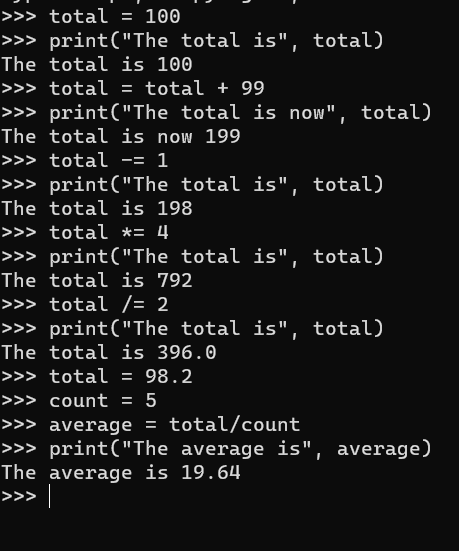 >>> total = 100
>>> print("The total is", total)
The total is 100
>>> total = total + 99
>>> print("The total is now", total)
The total is now 199
>>> total -= 1
>>> print("The total is", total)
The total is 198
>>> total *= 4
>>> print("The total is", total)
The total is 792
>>> total /= 2
>>> print("The total is", total)
The total is 396.0
>>> total = 98.2
>>> count = 5
>>> average = total/count
>>> print("The average is", average)
The average is 19.64
>>>